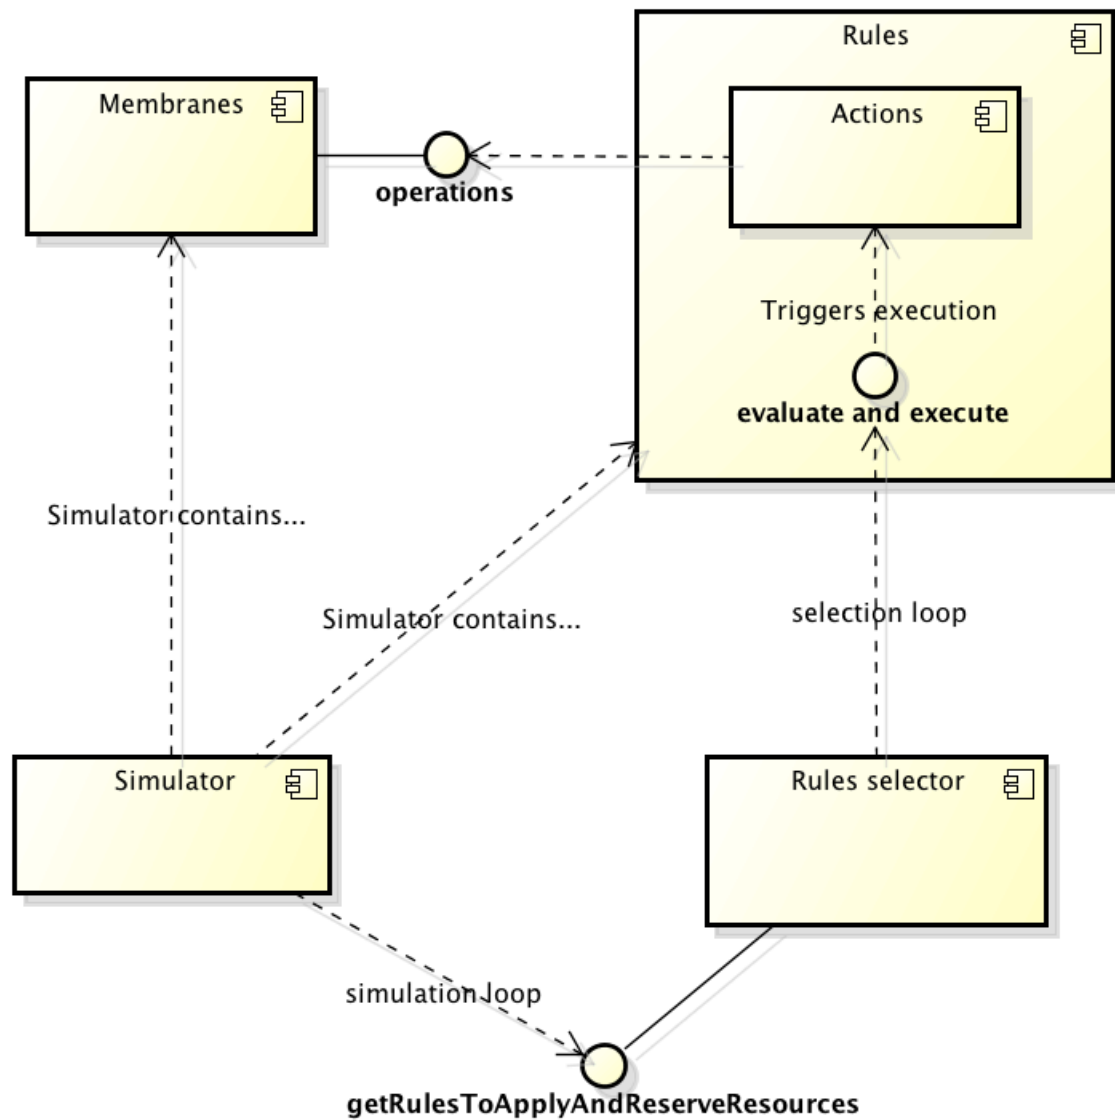 Rules
Membranes
Actions
operations
Triggers execution
evaluate and execute
Simulator contains...
Simulator contains...
selection loop
Simulator
Rules selector
simulation loop
getRulesToApplyAndReserveResources